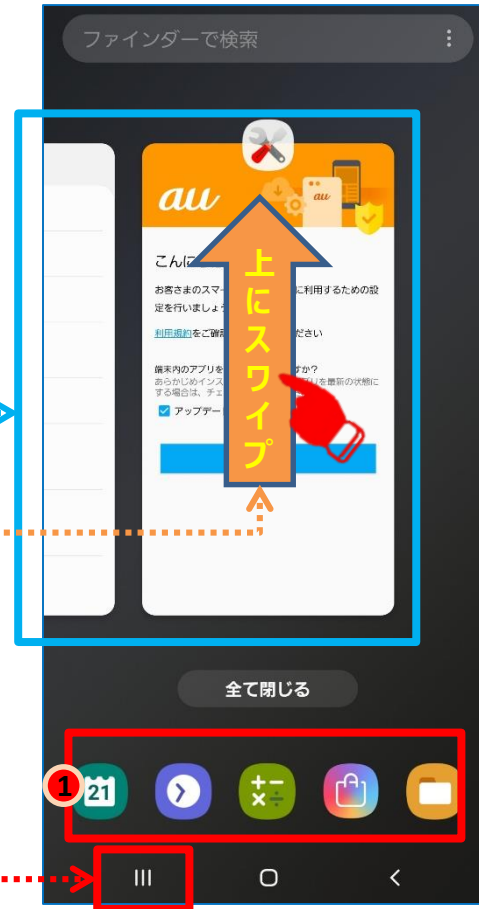 ファインダーで検索
au
au
こんに
お客さまのスマー に利用するための設
定を行いましょう
利用規約をご確認 ださい
端末内のアプリを すか?
あらかじめインス リを最新の状態に
する場合は、チェ
アップデー
上にスワイプ
全て閉じる
1
21